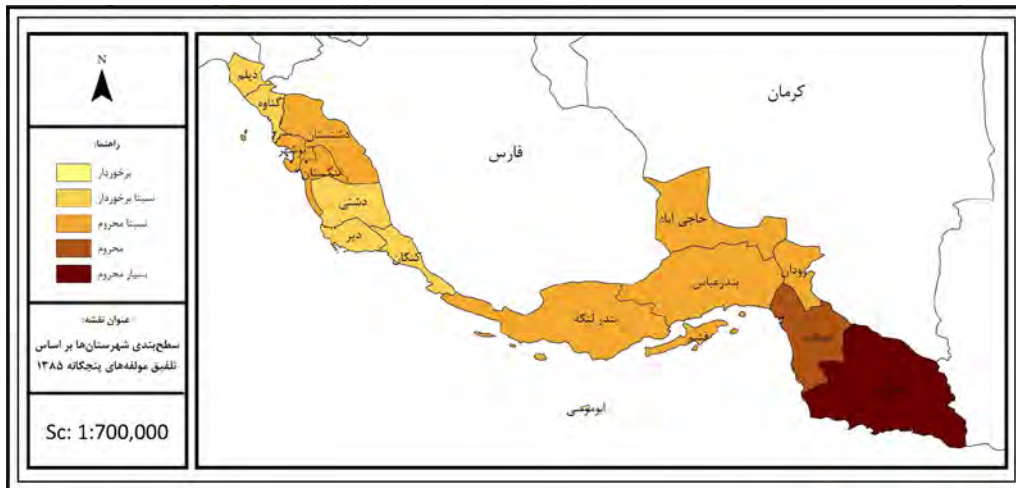 N
راهنما:
برخوردار
نسبتا برخوردار
نسبتا محروم
محروم
بسیار محروم
عنوان نقشه:
سطح‌بندی شهرستان‌ها بر اساس
تلفیق مولفه‌های پنجگانه ۱۳۸۵
Sc: 1:700,000
کرمان
فارس
دیلم
گناوه
دشتستان
بوشهر
تنگستان
دشتی
دیر
کنگان
حاجی آباد
رودان
بندرعباس
بندر لنگه
قشم